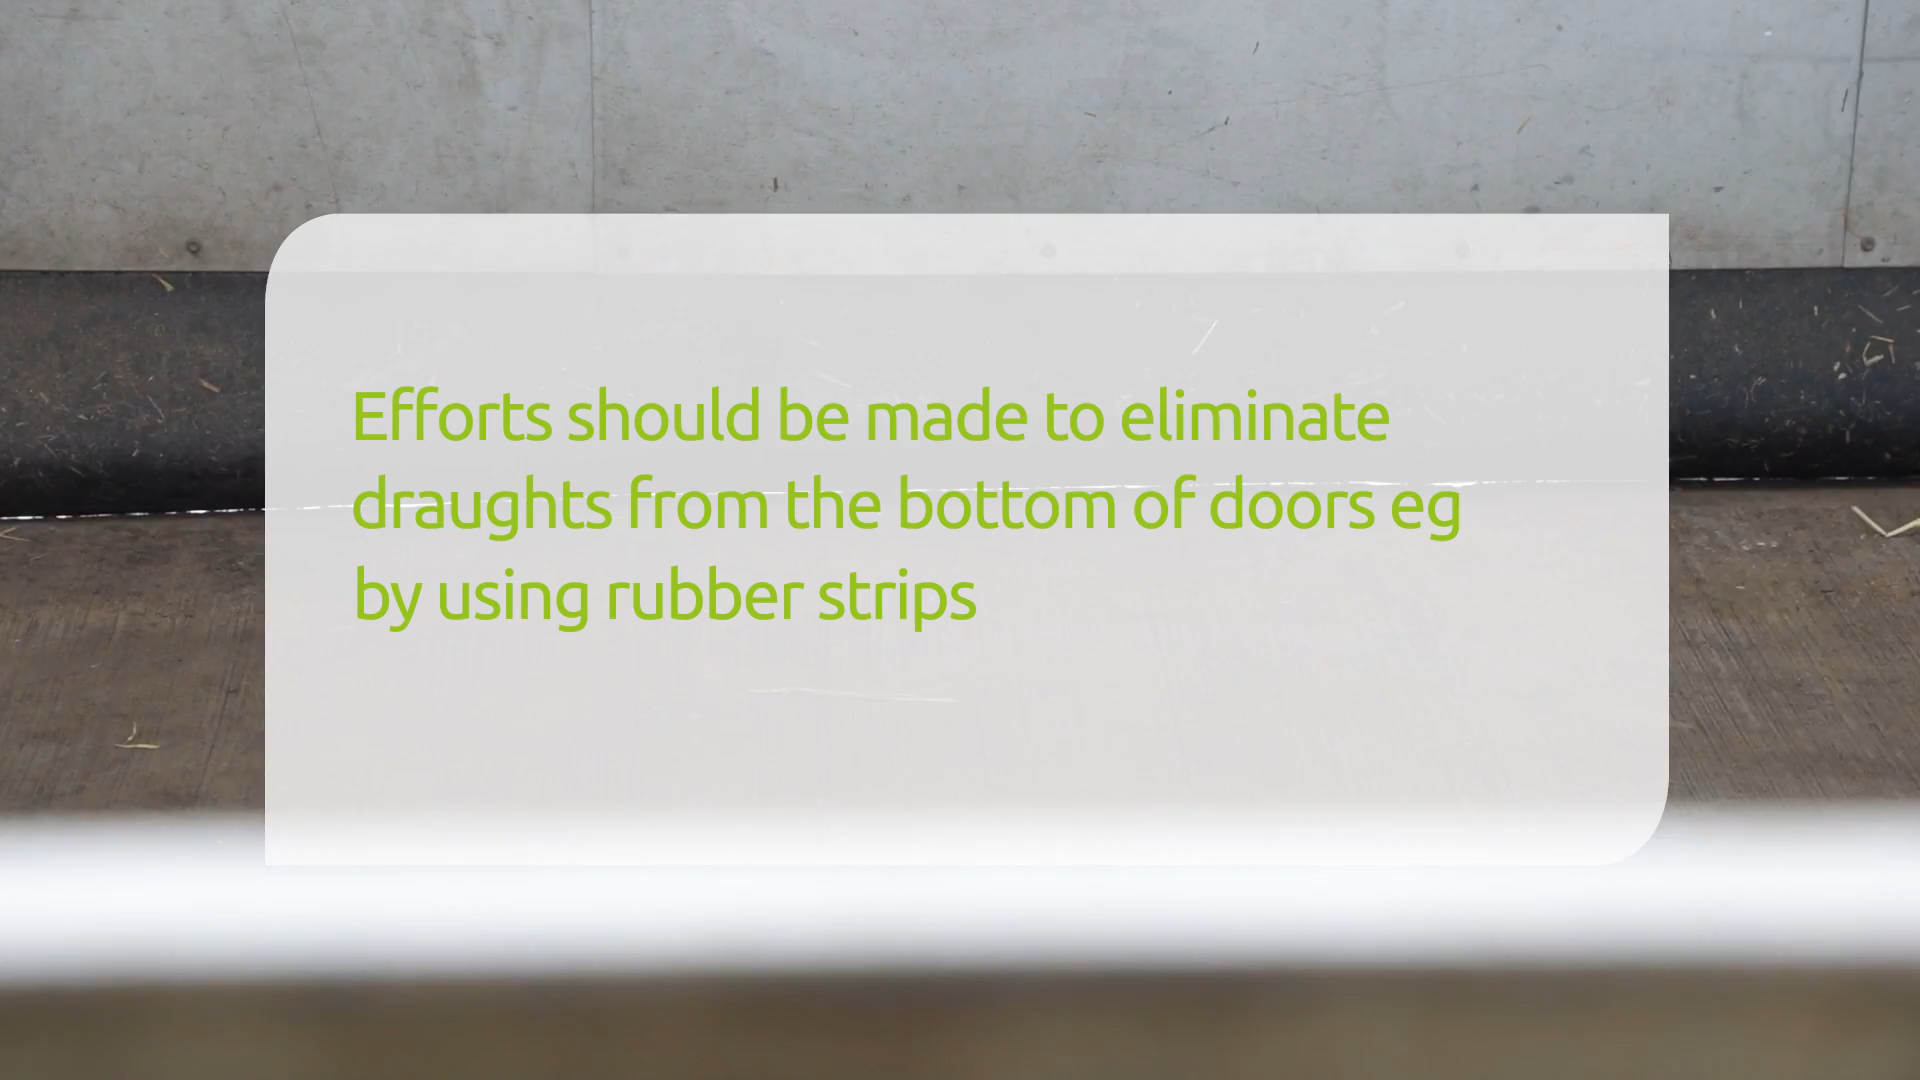 Efforts should be made to eliminate
draughts from the bottom of doors eg
by using rubber strips